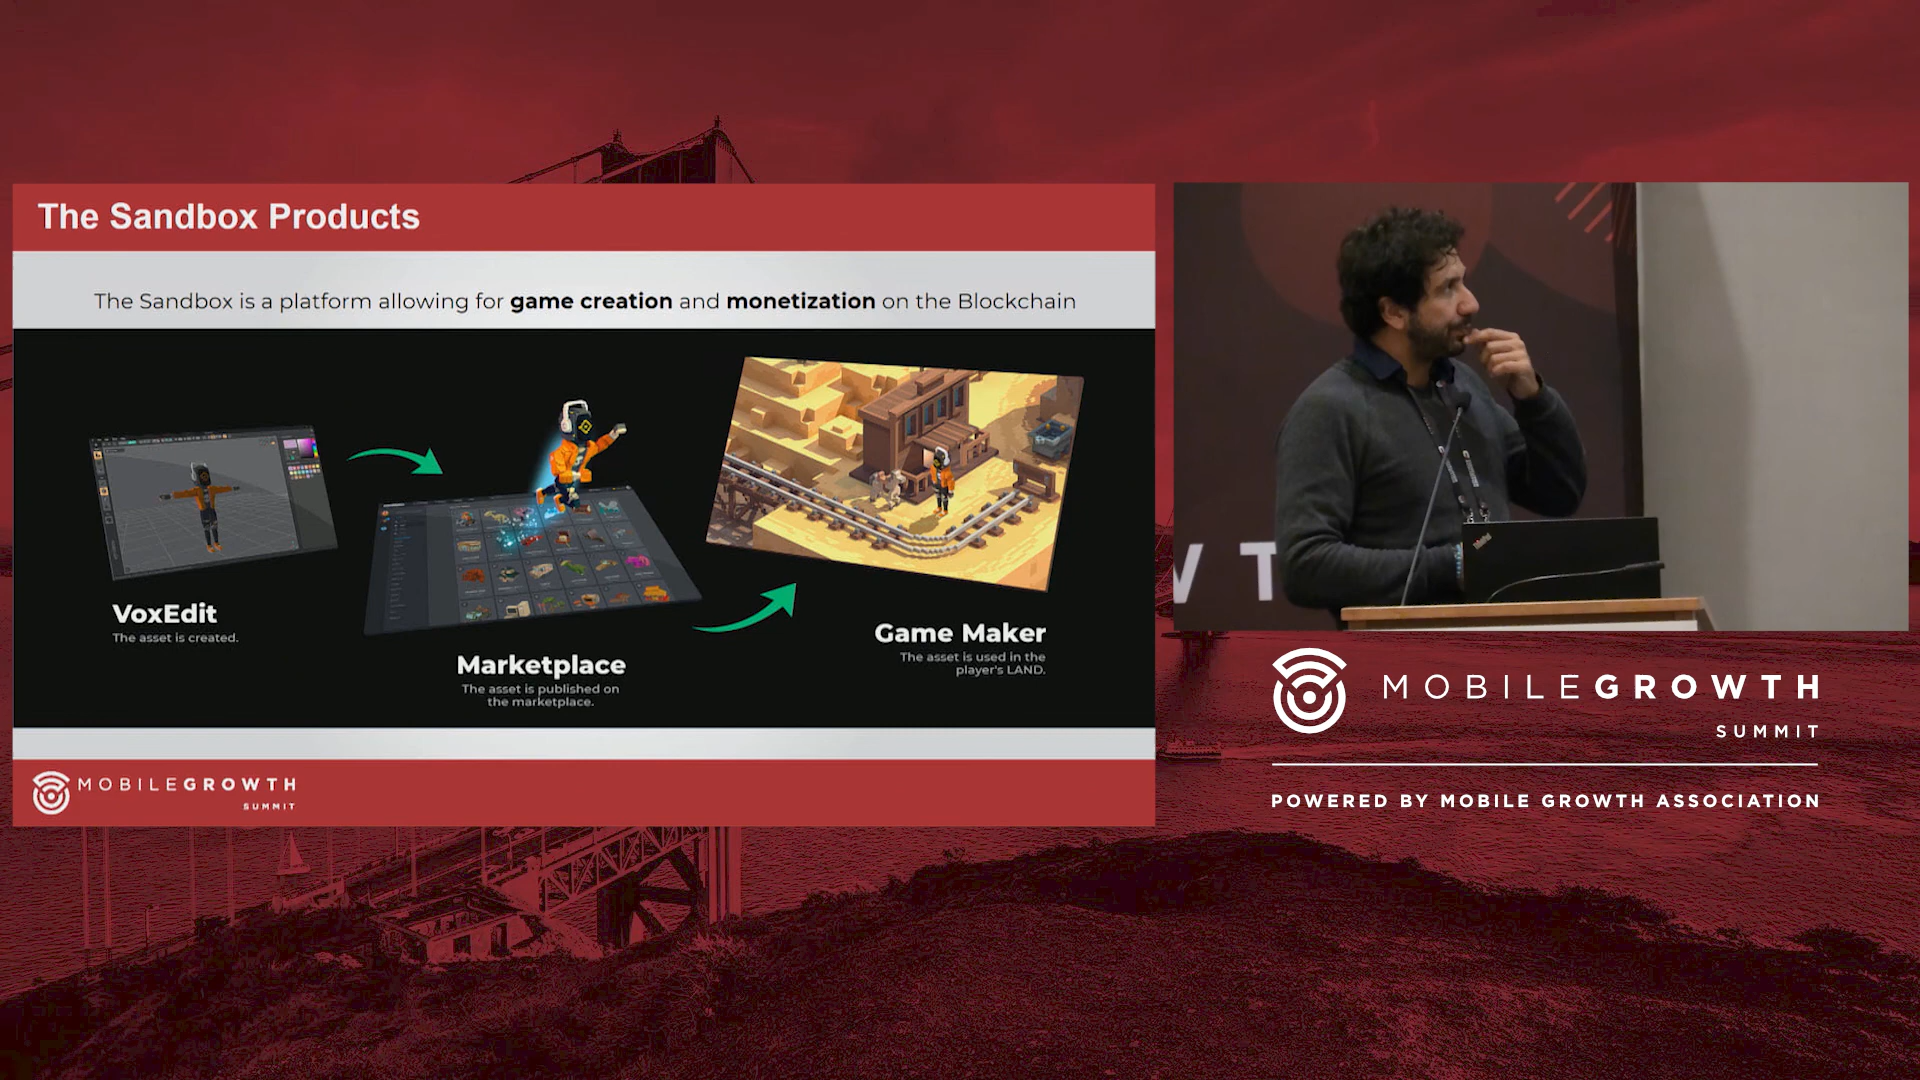 The Sandbox Products
The Sandbox is a platform allowing for game creation and monetization on the Blockchain
VoxEdit
The asset is created.
Marketplace
The asset is published on
the marketplace.
Game Maker
The asset is used in the
player's LAND.
MOBILEGROWTH
SUMMIT
W T
ThinkPad
MOBILEGROWTH
SUMMIT
POWERED BY MOBILE GROWTH ASSOCIATION